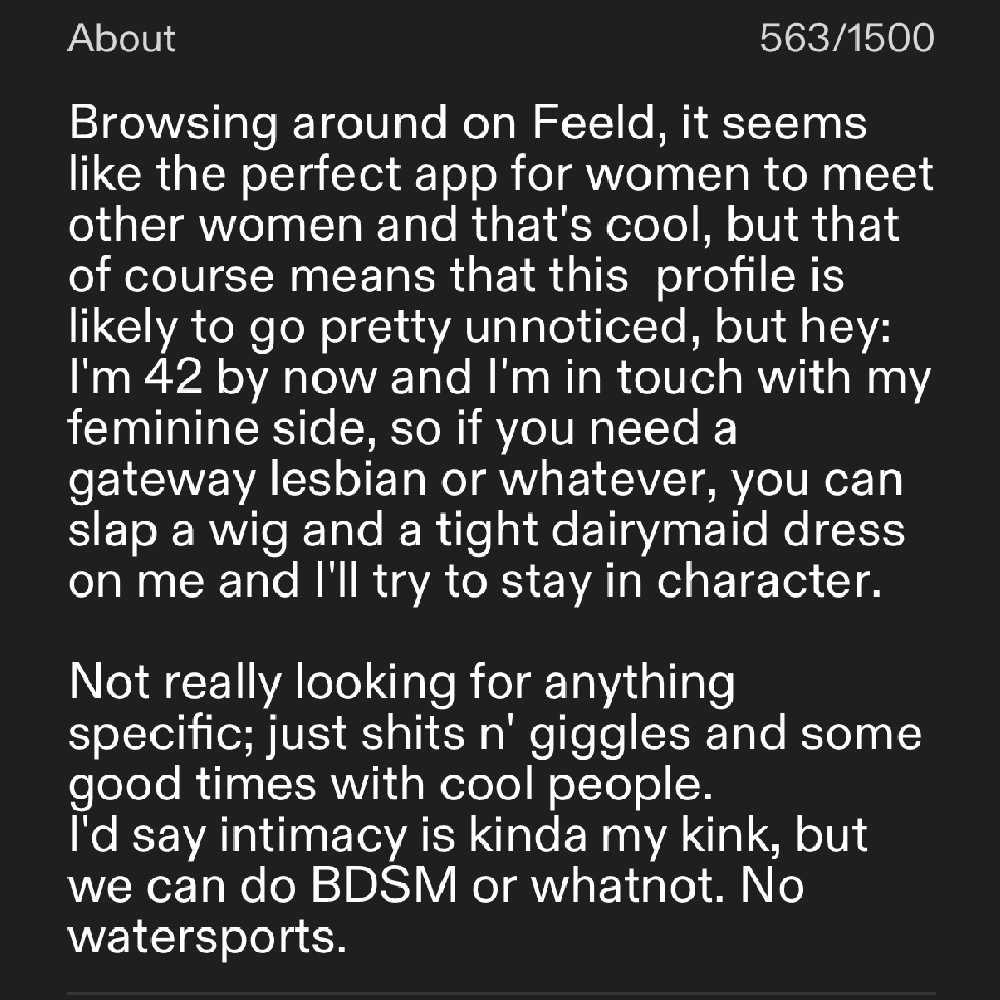 About
563/1500
Browsing around on Feeld, it seems
like the perfect app for women to meet
other women and that's cool, but that
of course means that this  profile is
likely to go pretty unnoticed, but hey:
I'm 42 by now and I'm in touch with my
feminine side, so if you need a
gateway lesbian or whatever, you can
slap a wig and a tight dairymaid dress
on me and I'll try to stay in character.

Not really looking for anything
specific; just shits n' giggles and some
good times with cool people.
I'd say intimacy is kinda my kink, but
we can do BDSM or whatnot. No
watersports.